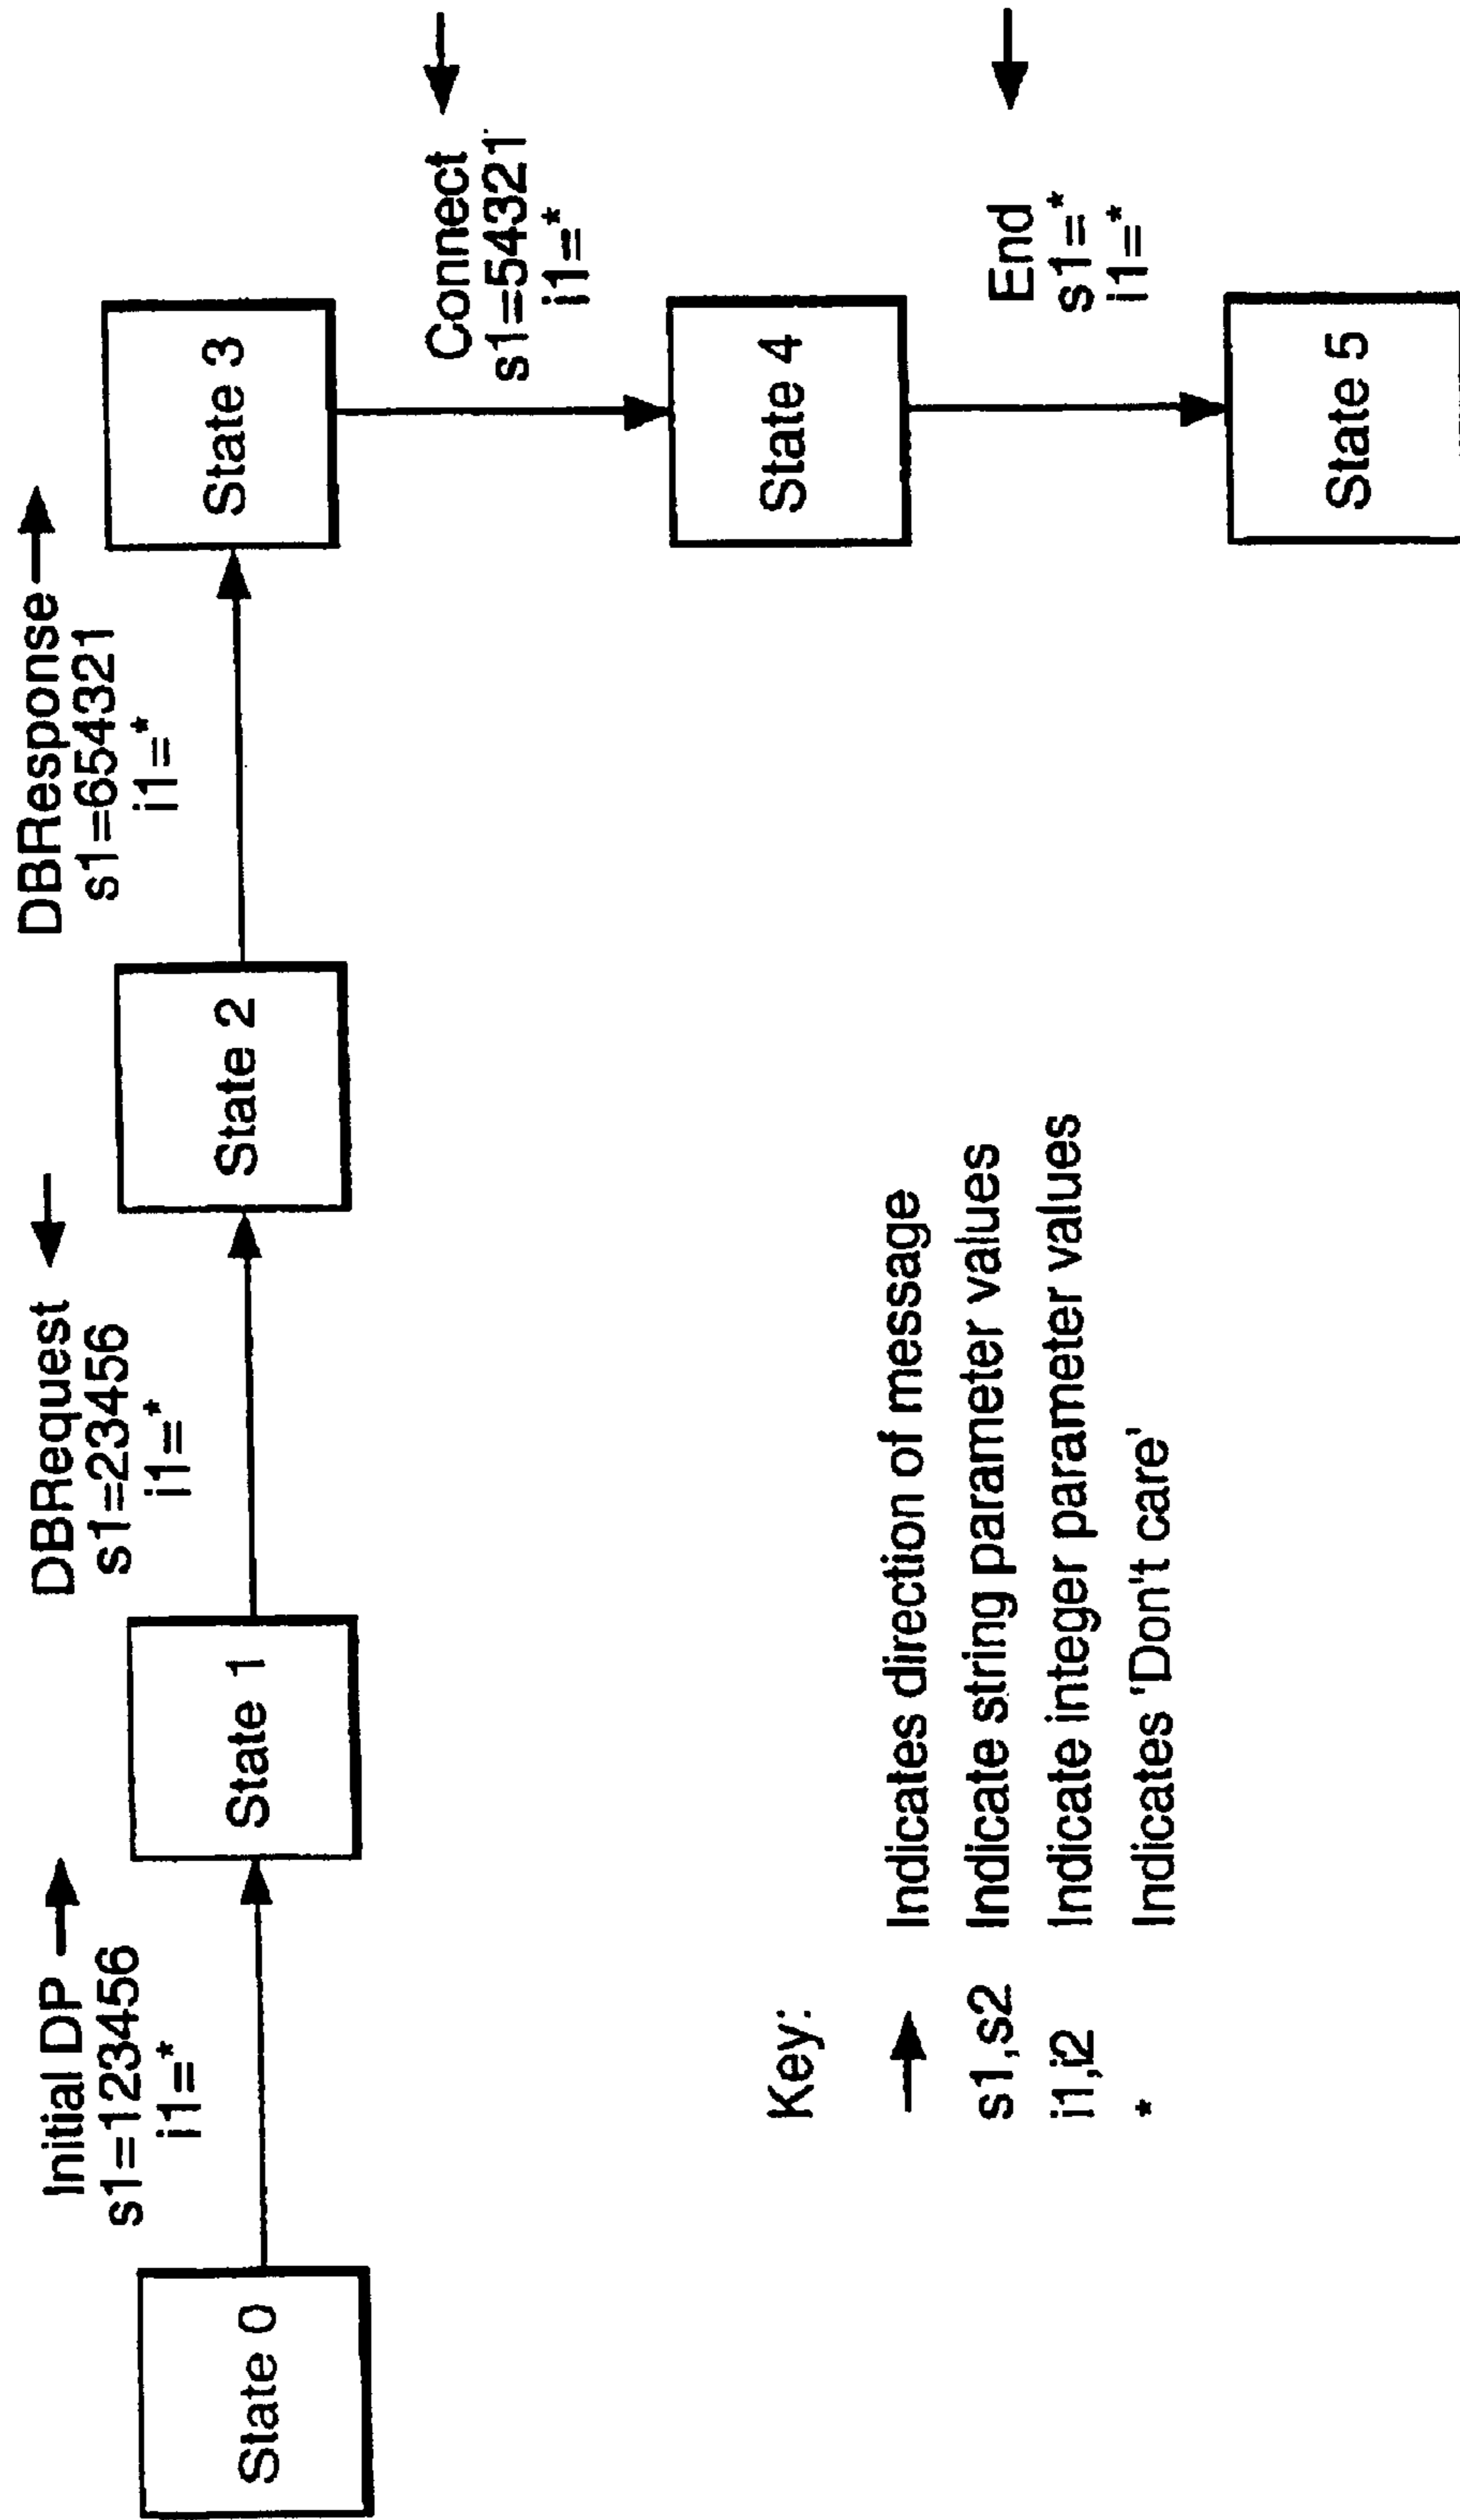 Initial DP
s1=123456
i1=*
DBRequest
s1=23456
i1=*
DBResponse
s1=654321
i1=*
State 0
State 1
State 2
State 3
Connect
s1=54321
i1=*
State 4
End
s1=*
i1=*
State 5
Key:
Indicates direction of message
s1,s2 Indicate string parameter values
i1,i2 Indicate integer parameter values
* Indicates 'Don't care'